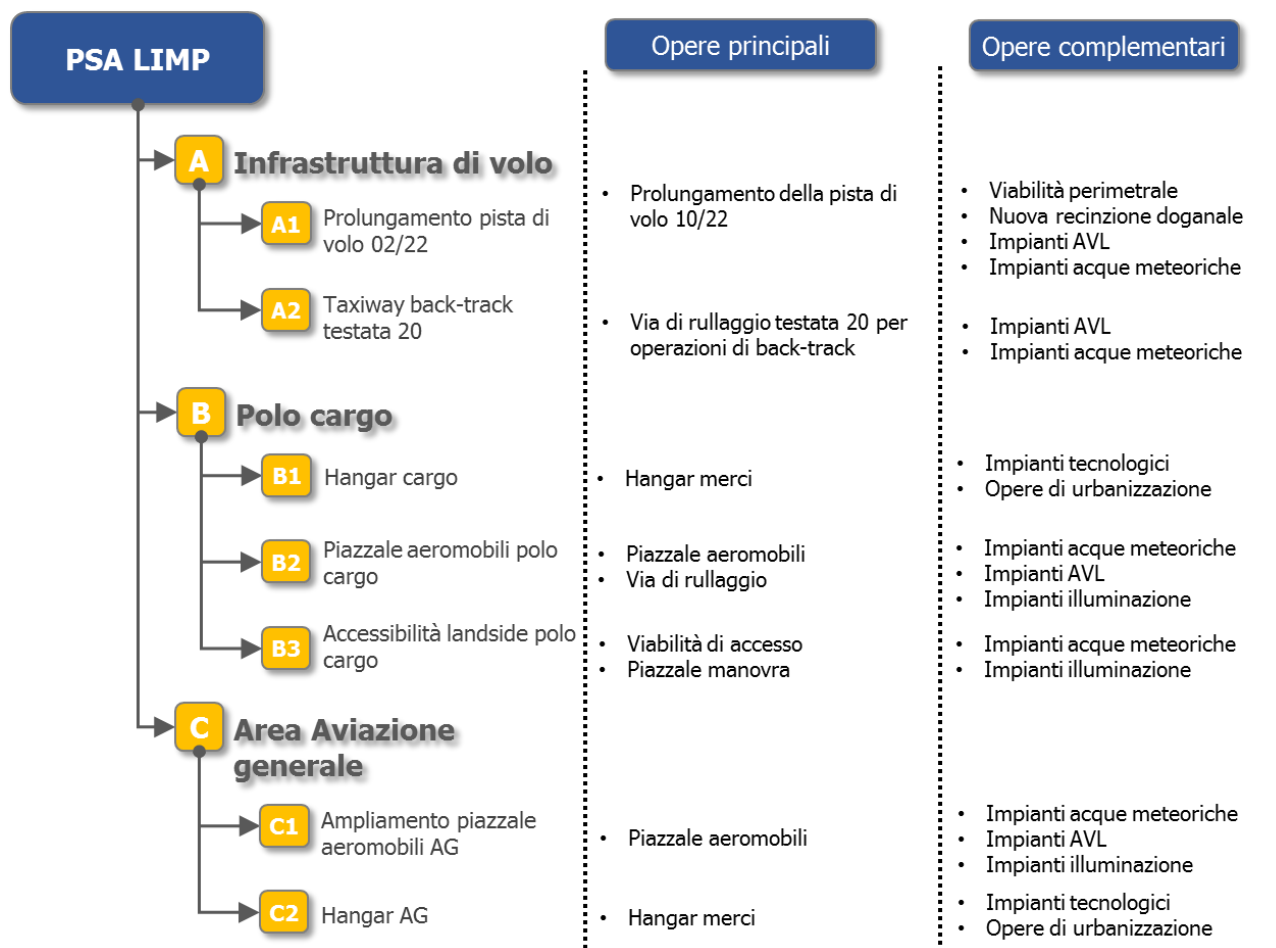 PSA LIMP
Opere principali
Opere complementari
A
Infrastruttura di volo
A1
Prolungamento pista di
volo 02/22
• Prolungamento della pista di
volo 10/22
• Viabilità perimetrale
• Nuova recinzione doganale
• Impianti AVL
• Impianti acque meteoriche
A2
Taxiway back-track
testata 20
• Via di rullaggio testata 20 per
operazioni di back-track
• Impianti AVL
• Impianti acque meteoriche
B
Polo cargo
B1
Hangar cargo
• Hangar merci
• Impianti tecnologici
• Opere di urbanizzazione
B2
Piazzale aeromobili polo
cargo
• Piazzale aeromobili
• Via di rullaggio
• Impianti acque meteoriche
• Impianti AVL
• Impianti illuminazione
B3
Accessibilità landside polo
cargo
• Viabilità di accesso
• Piazzale manovra
• Impianti acque meteoriche
• Impianti illuminazione
C
Area Aviazione
generale
C1
Ampliamento piazzale
aeromobili AG
• Piazzale aeromobili
• Impianti acque meteoriche
• Impianti AVL
• Impianti illuminazione
C2
Hangar AG
• Hangar merci
• Impianti tecnologici
• Opere di urbanizzazione